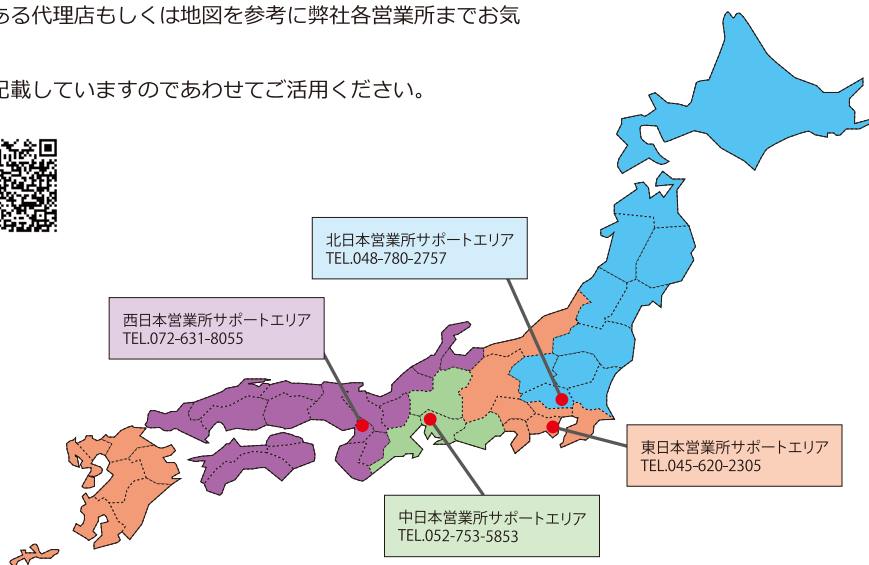 ある代理店もしくは地図を参考に弊社各営業所までお気
記載していますのであわせてご活用ください。
北日本営業所サポートエリア
TEL.048-780-2757
西日本営業所サポートエリア
TEL.072-631-8055
東日本営業所サポートエリア
TEL.045-620-2305
中日本営業所サポートエリア
TEL.052-753-5853